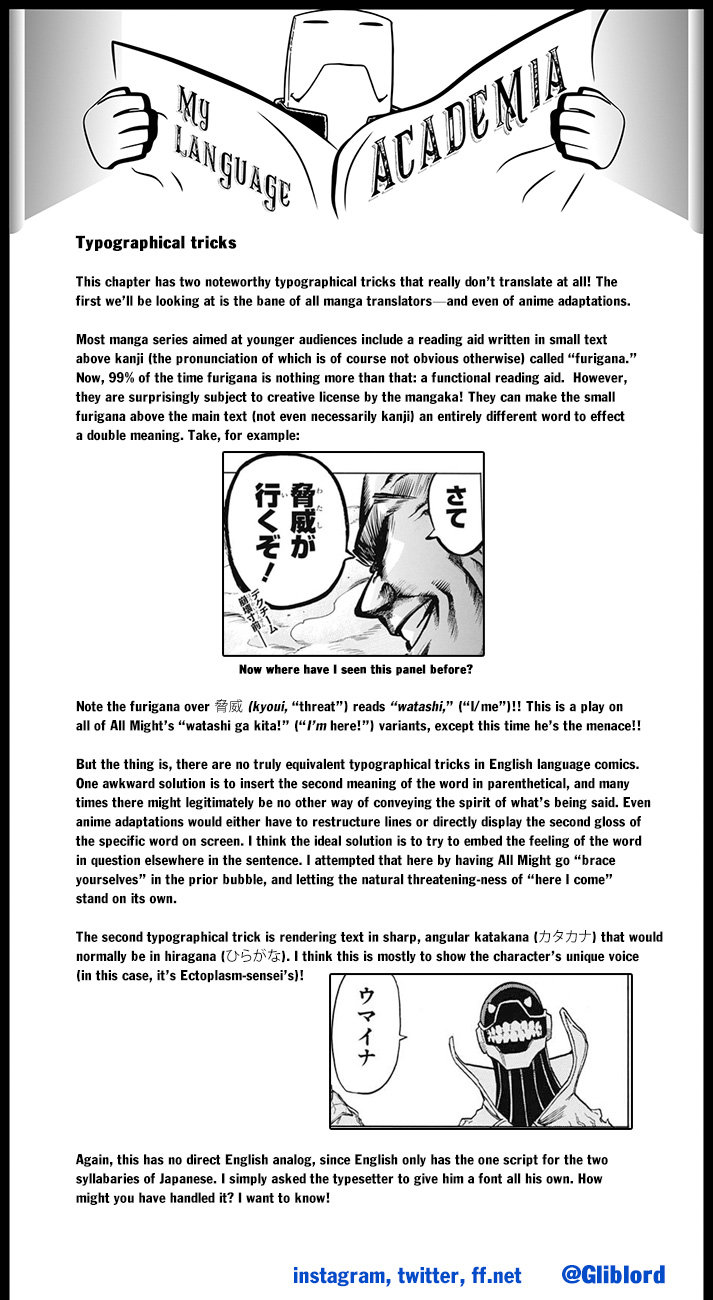 MY
LANGUAGE
ACADEMIA
Typographical tricks
This chapter has two noteworthy typographical tricks that really don’t translate at all! The
first we’ll be looking at is the bane of all manga translators—and even of anime adaptations.
Most manga series aimed at younger audiences include a reading aid written in small text
above kanji (the pronunciation of which is of course not obvious otherwise) called “furigana.”
Now, 99% of the time furigana is nothing more than that: a functional reading aid.  However,
they are surprisingly subject to creative license by the mangaka! They can make the small
furigana above the main text (not even necessarily kanji) an entirely different word to effect
a double meaning. Take, for example:
さて
脅威が
わたし
行くぞ!
い
デクチーム
崩壊寸前―
Now where have I seen this panel before?
Note the furigana over 脅威 (kyoui, “threat”) reads “watashi,” (“I/me”)!! This is a play on
all of All Might’s “watashi ga kita!” (“I’m here!”) variants, except this time he’s the menace!!
But the thing is, there are no truly equivalent typographical tricks in English language comics.
One awkward solution is to insert the second meaning of the word in parenthetical, and many
times there might legitimately be no other way of conveying the spirit of what’s being said. Even
anime adaptations would either have to restructure lines or directly display the second gloss of
the specific word on screen. I think the ideal solution is to try to embed the feeling of the word
in question elsewhere in the sentence. I attempted that here by having All Might go “brace
yourselves” in the prior bubble, and letting the natural threatening-ness of “here I come”
stand on its own.
The second typographical trick is rendering text in sharp, angular katakana (カタカナ) that would
normally be in hiragana (ひらがな). I think this is mostly to show the character’s unique voice
(in this case, it’s Ectoplasm-sensei’s)!
ウマイナ
Again, this has no direct English analog, since English only has the one script for the two
syllabaries of Japanese. I simply asked the typesetter to give him a font all his own. How
might you have handled it? I want to know!
instagram, twitter, ff.net @Gliblord